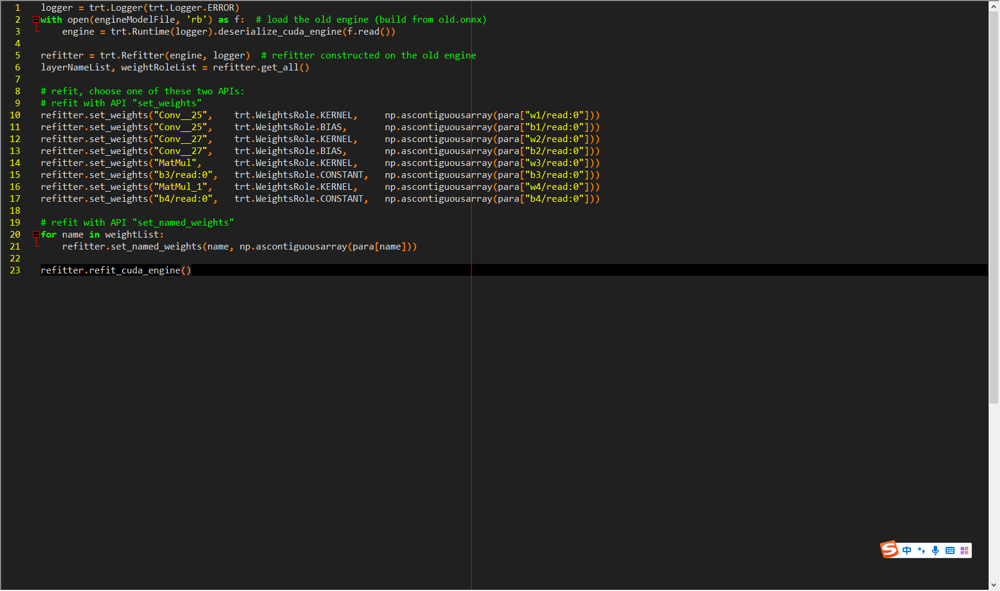 1 logger = trt.Logger(trt.Logger.ERROR)
2 with open(engineModelFile, 'rb') as f:  # load the old engine (build from old.onnx)
3     engine = trt.Runtime(logger).deserialize_cuda_engine(f.read())
4
5 refitter = trt.Refitter(engine, logger)  # refitter constructed on the old engine
6 layerNameList, weightRoleList = refitter.get_all()
7
8 # refit, choose one of these two APIs:
9 # refit with API "set_weights"
10 refitter.set_weights("Conv__25",    trt.WeightsRole.KERNEL,     np.ascontiguousarray(para["w1/read:0"]))
11 refitter.set_weights("Conv__25",    trt.WeightsRole.BIAS,       np.ascontiguousarray(para["b1/read:0"]))
12 refitter.set_weights("Conv__27",    trt.WeightsRole.KERNEL,     np.ascontiguousarray(para["w2/read:0"]))
13 refitter.set_weights("Conv__27",    trt.WeightsRole.BIAS,       np.ascontiguousarray(para["b2/read:0"]))
14 refitter.set_weights("MatMul",      trt.WeightsRole.KERNEL,     np.ascontiguousarray(para["w3/read:0"]))
15 refitter.set_weights("b3/read:0",   trt.WeightsRole.CONSTANT,   np.ascontiguousarray(para["b3/read:0"]))
16 refitter.set_weights("MatMul_1",    trt.WeightsRole.KERNEL,     np.ascontiguousarray(para["w4/read:0"]))
17 refitter.set_weights("b4/read:0",   trt.WeightsRole.CONSTANT,   np.ascontiguousarray(para["b4/read:0"]))
18
19 # refit with API "set_named_weights"
20 for name in weightList:
21     refitter.set_named_weights(name, np.ascontiguousarray(para[name]))
22
23 refitter.refit_cuda_engine()
S 中